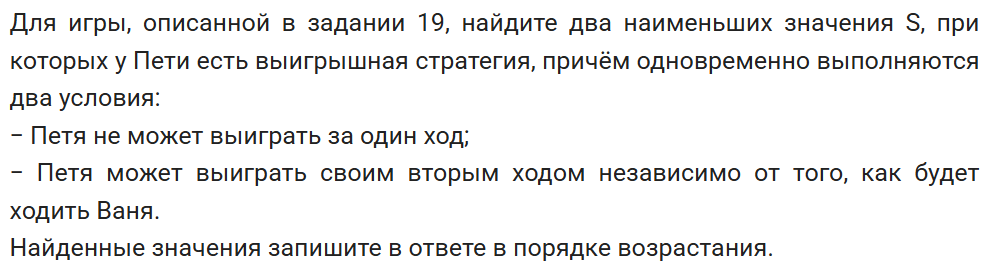 Для игры, описанной в задании 19, найдите два наименьших значения S, при
которых у Пети есть выигрышная стратегия, причём одновременно выполняются
два условия:
− Петя не может выиграть за один ход;
− Петя может выиграть своим вторым ходом независимо от того, как будет
ходить Ваня.
Найденные значения запишите в ответе в порядке возрастания.